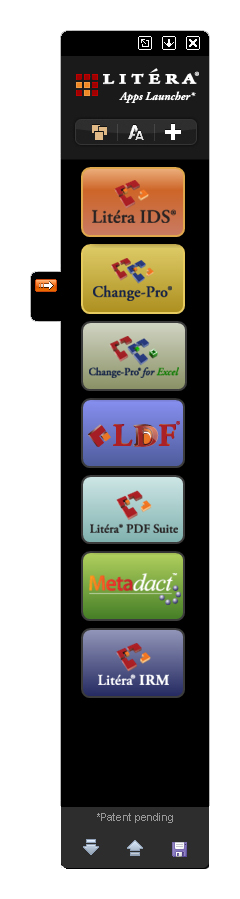 LITÉRA®
Apps Launcher*
AA
Litéra IDS®
Change-Pro®
Change-Pro® for Excel
LDF®
Litéra® PDF Suite
Metadact™
Litéra® IRM
*Patent pending